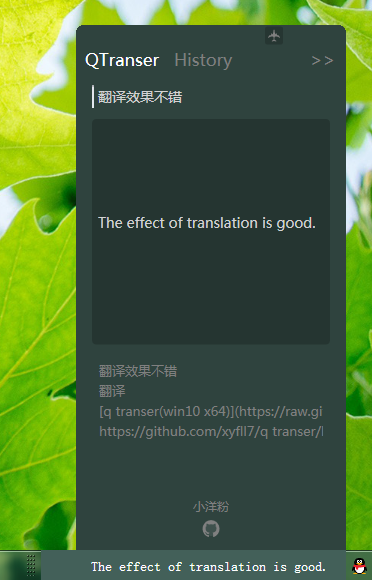 QTranser History >>
翻译效果不错
The effect of translation is good.
翻译效果不错
翻译
[q transer(win10 x64)](https://raw.gi
https://github.com/xyfll7/q transer/l
小洋粉
The effect of translation is good.